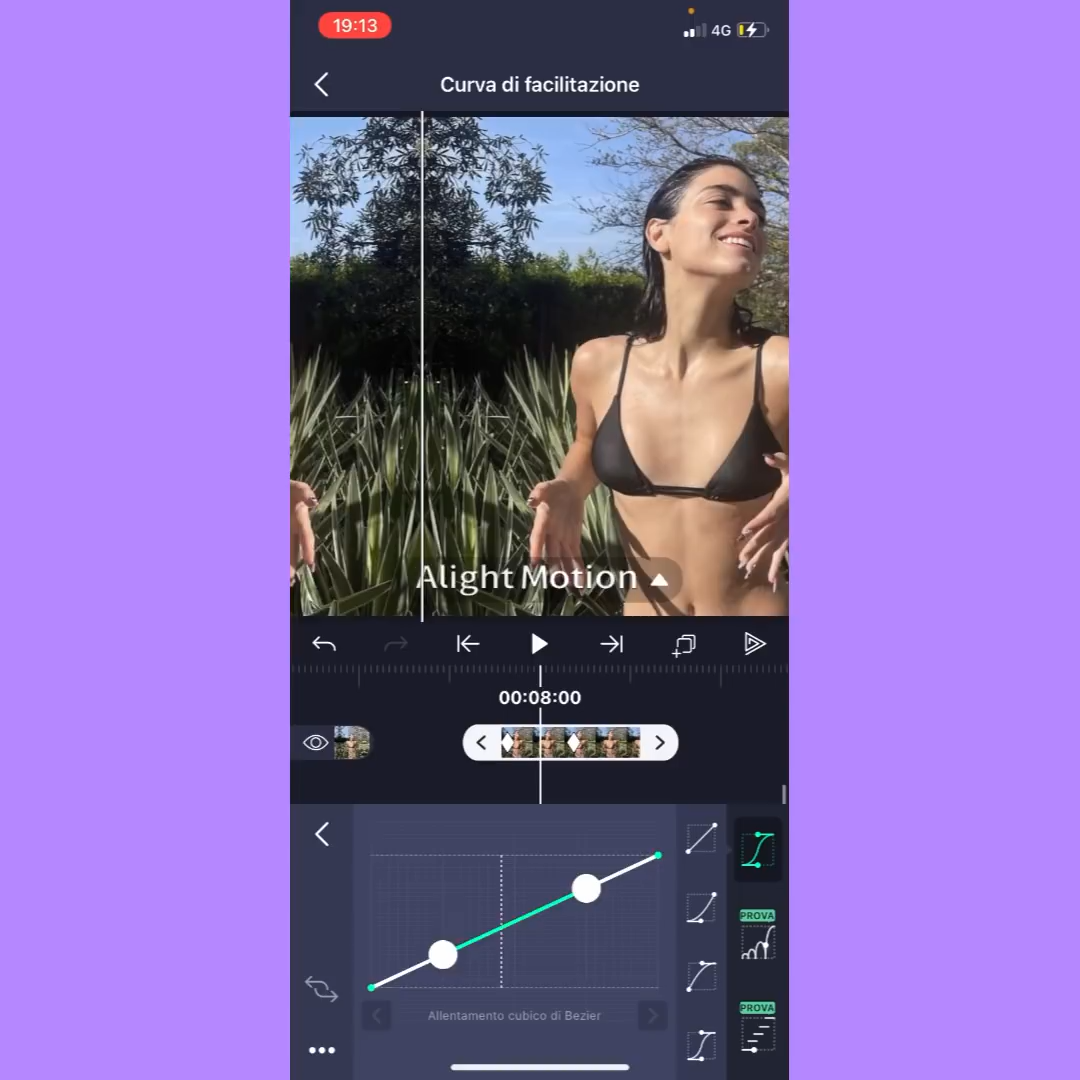 19:13
4G
Curva di facilitazione
Alight Motion
00:08:00
PROVA
PROVA
Allentamento cubico di Bezier